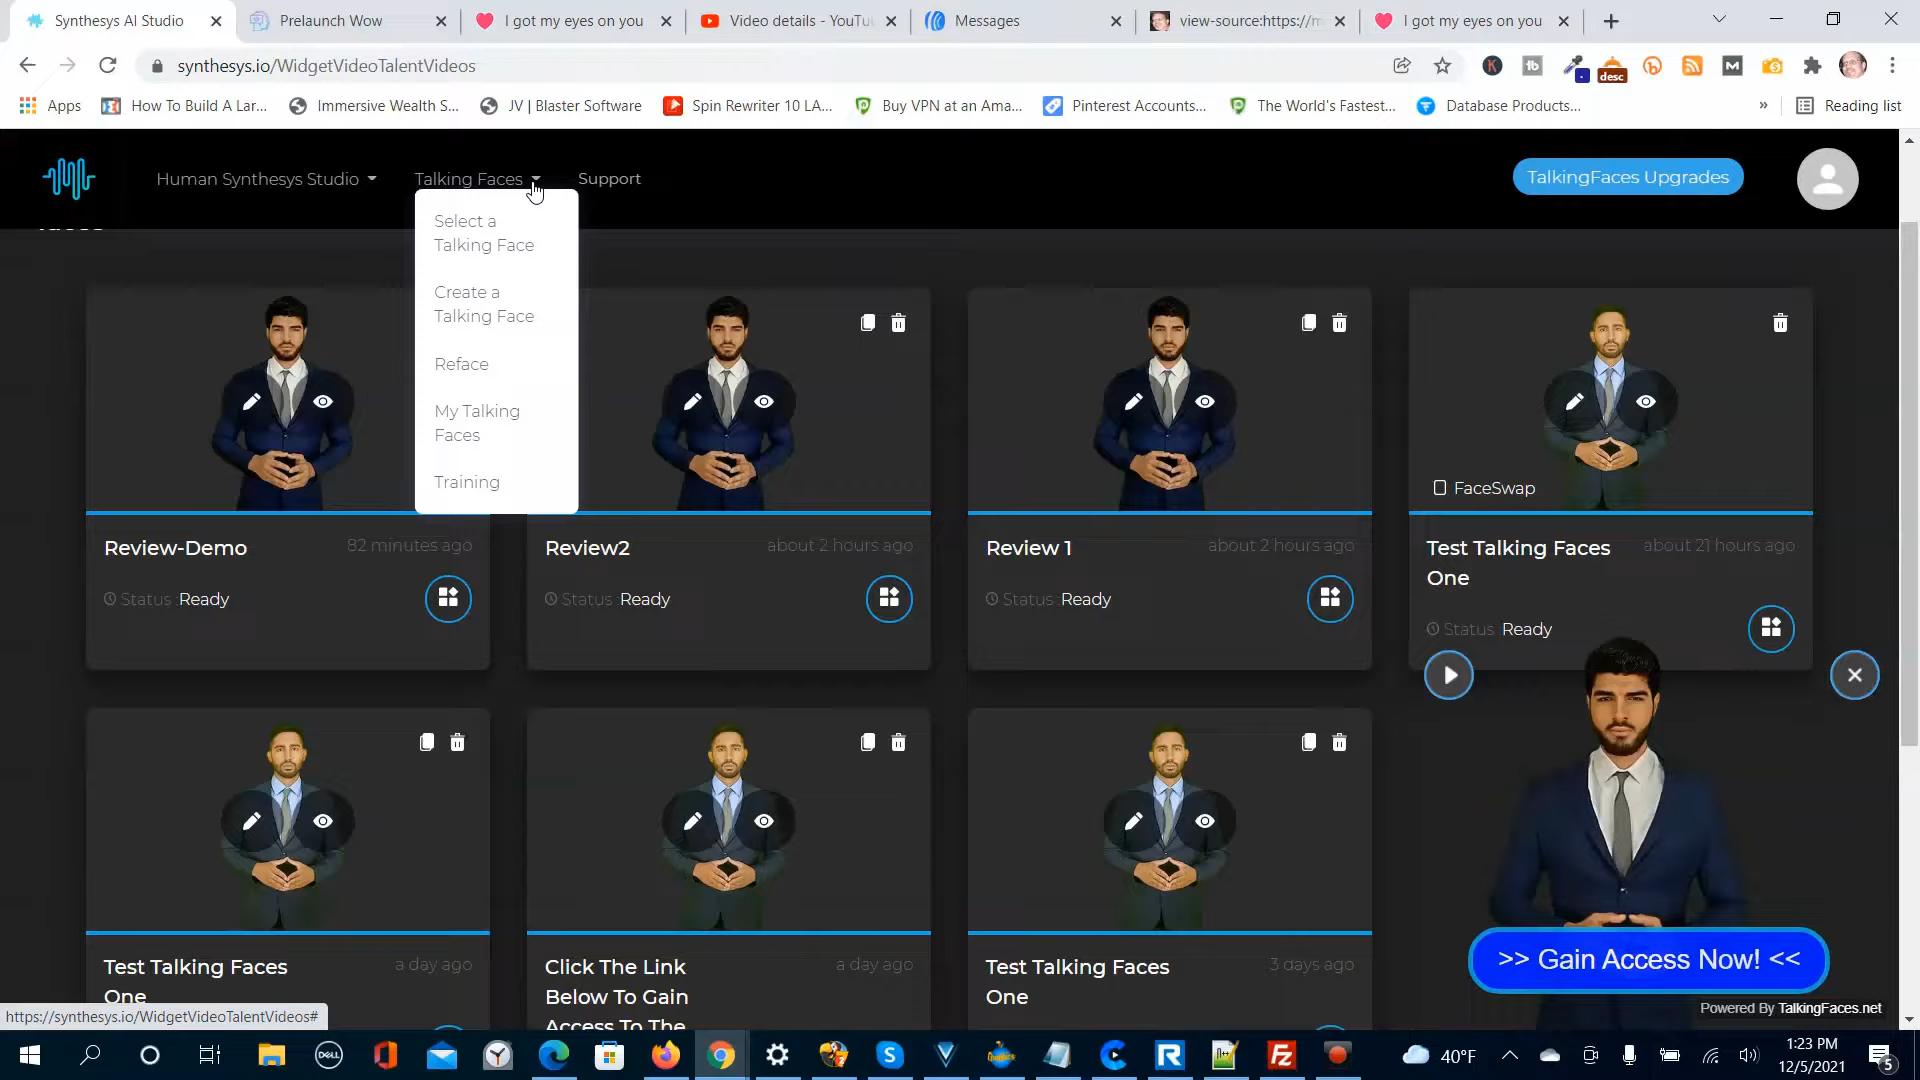 Synthesys AI Studio
Prelaunch Wow
I got my eyes on you
Video details - YouTu
Messages
view-source:https://m
I got my eyes on you
synthesys.io/WidgetVideoTalentVideos
desc
Apps
How To Build A Lar...
Immersive Wealth S...
JV | Blaster Software
Spin Rewriter 10 LA...
Buy VPN at an Ama...
Pinterest Accounts...
The World's Fastest...
Database Products...
»
Reading list
Human Synthesys Studio
Talking Faces
Support
TalkingFaces Upgrades
Select a
Talking Face
Create a
Talking Face
Reface
My Talking
Faces
Training
FaceSwap
Review-Demo
82 minutes ago
Status : Ready
Review2
about 2 hours ago
Status : Ready
Review 1
about 2 hours ago
Status : Ready
Test Talking Faces
One
about 21 hours ago
Status : Ready
Test Talking Faces
One
a day ago
Click The Link
Below To Gain
Access To The
a day ago
Test Talking Faces
One
3 days ago
>> Gain Access Now! <<
Powered By TalkingFaces.net
https://synthesys.io/WidgetVideoTalentVideos#
DELL
40°F
1:23 PM
12/5/2021
5